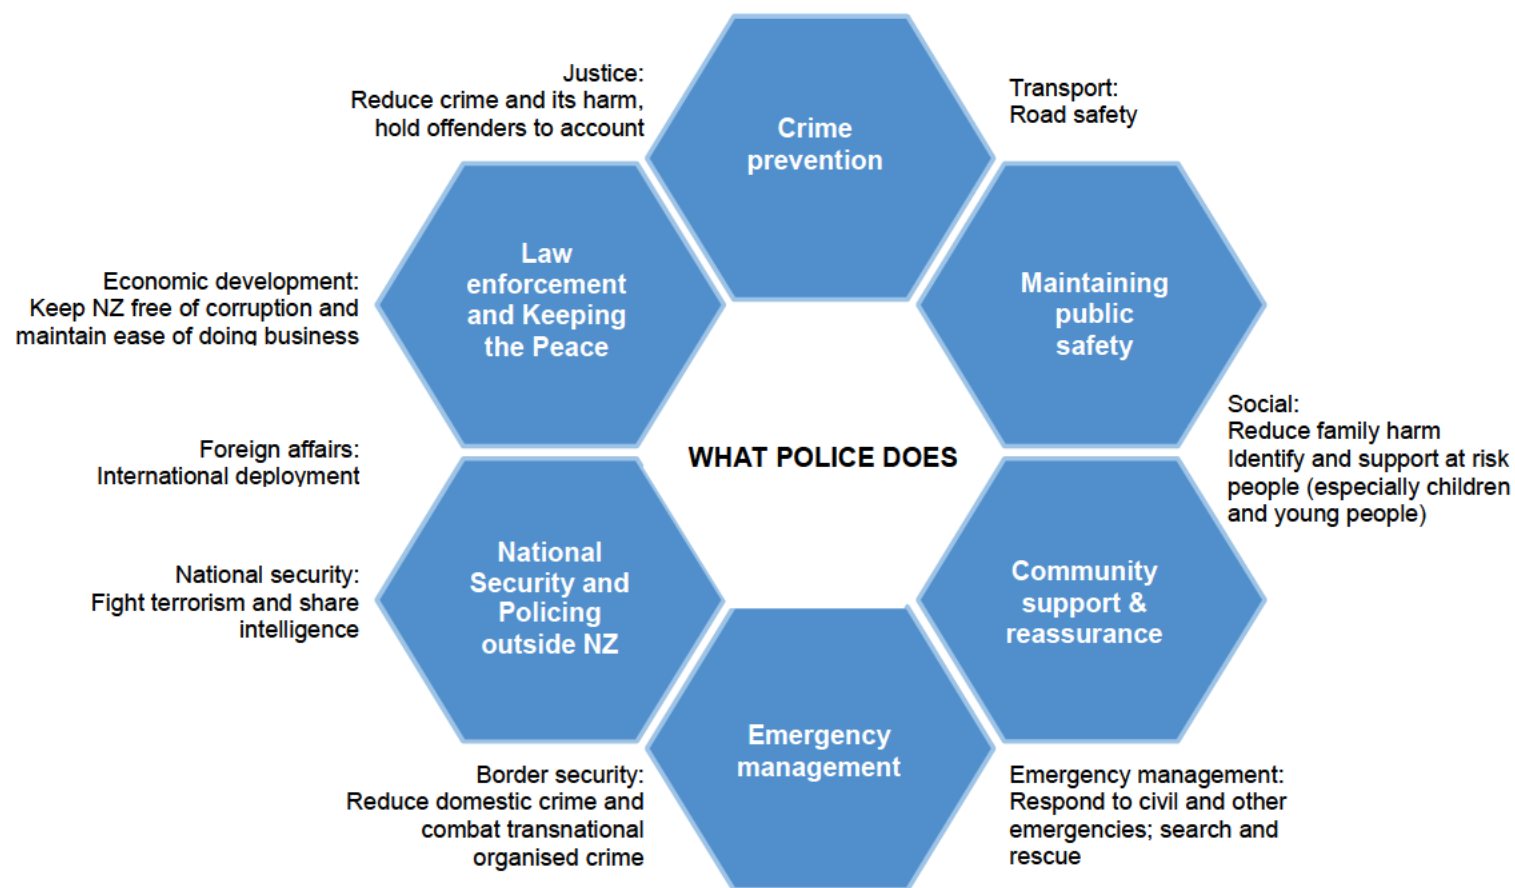 Justice:
Reduce crime and its harm,
hold offenders to account
Crime
prevention
Transport:
Road safety
Law
enforcement
and Keeping
the Peace
Maintaining
public
safety
Economic development:
Keep NZ free of corruption and
maintain ease of doing business
WHAT POLICE DOES
Social:
Reduce family harm
Identify and support at risk
people (especially children
and young people)
Foreign affairs:
International deployment
National security:
Fight terrorism and share
intelligence
National
Security and
Policing
outside NZ
Community
support &
reassurance
Emergency
management
Border security:
Reduce domestic crime and
combat transnational
organised crime
Emergency management:
Respond to civil and other
emergencies; search and
rescue